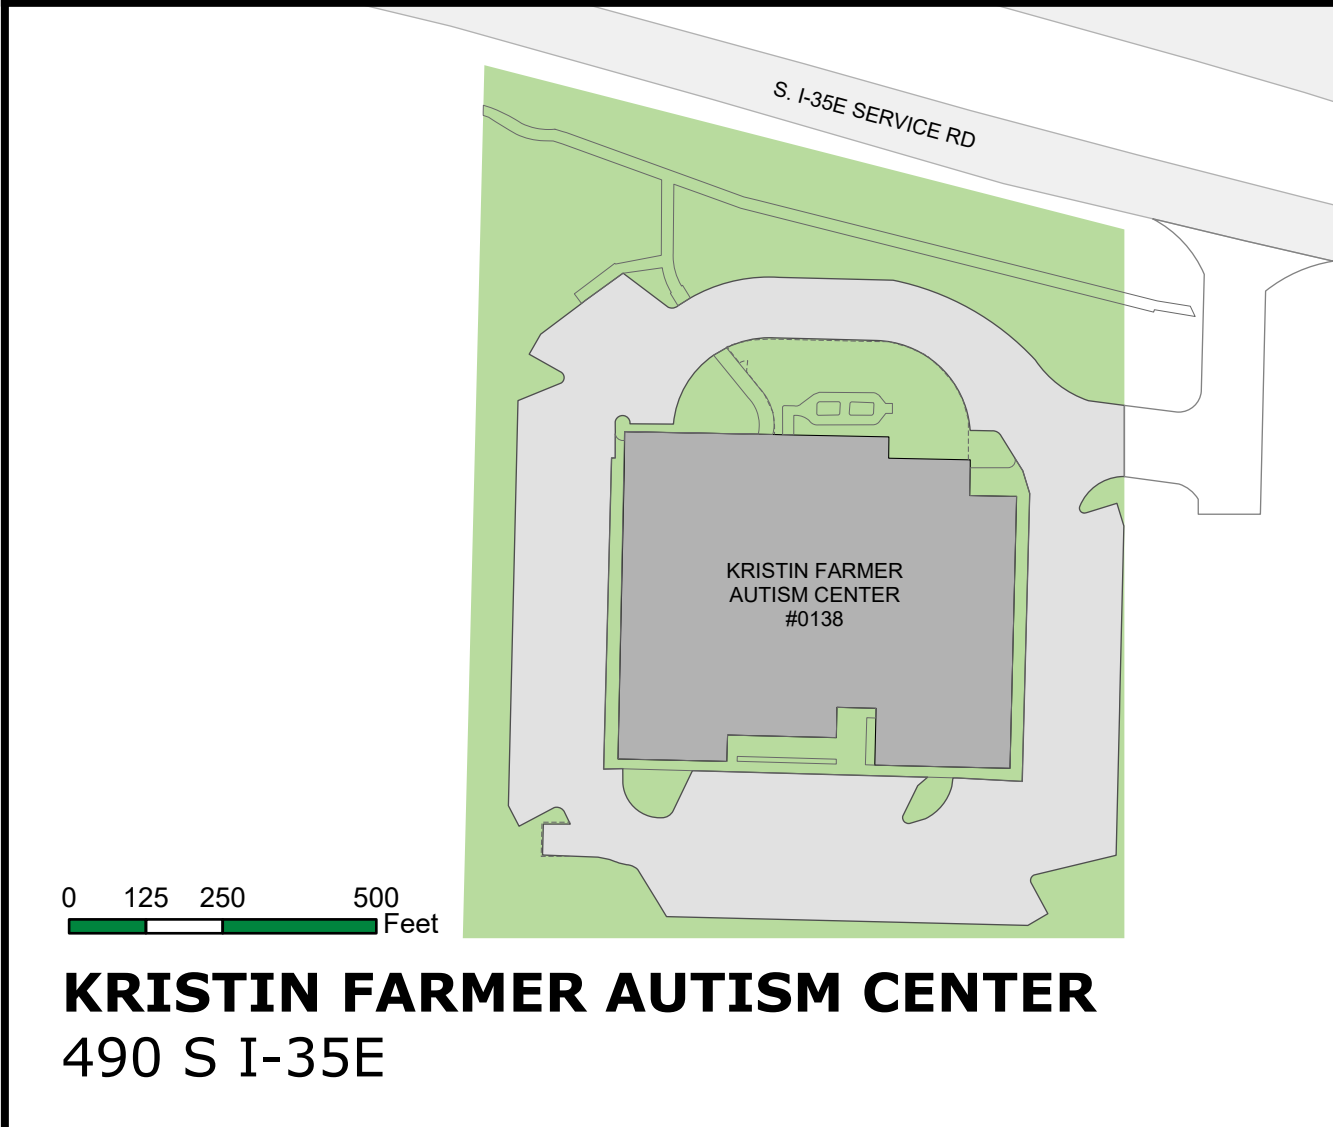 S. I-35E SERVICE RD
KRISTIN FARMER
AUTISM CENTER
#0138
0 125 250 500
Feet
KRISTIN FARMER AUTISM CENTER
490 S I-35E